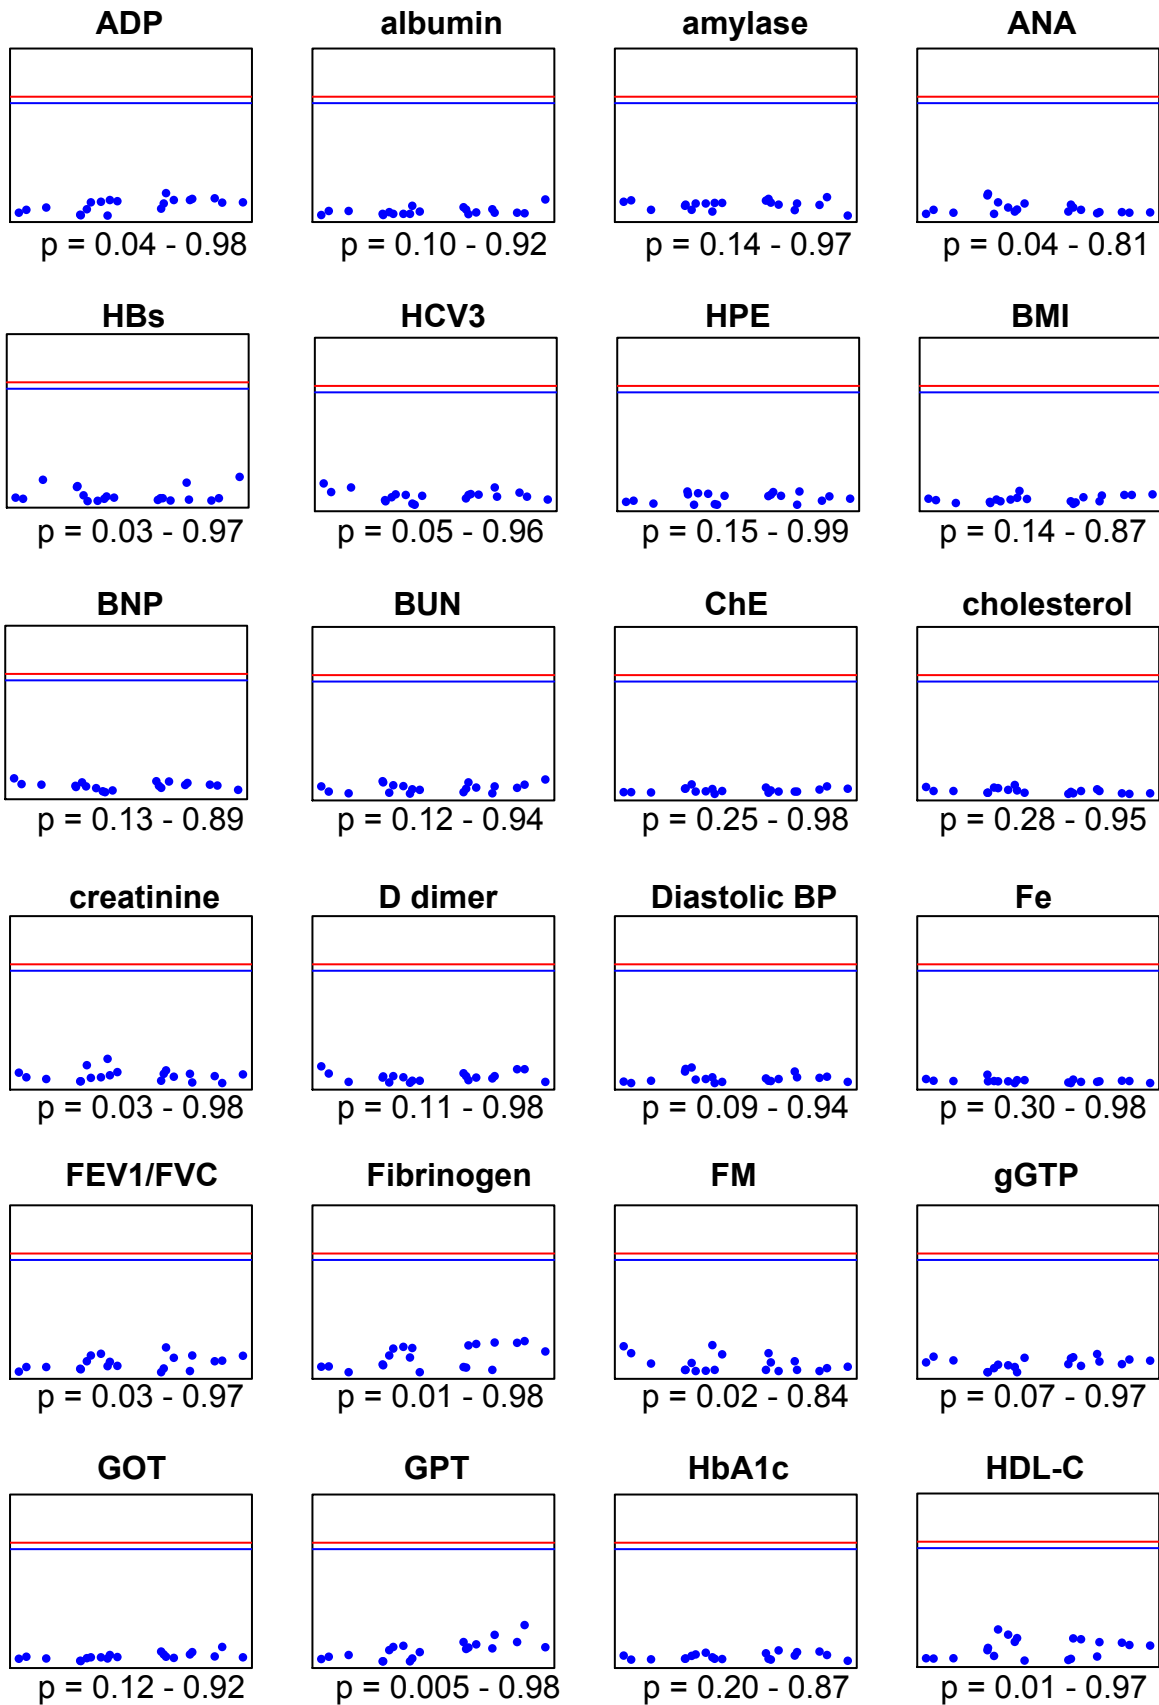 ADP albumin amylase ANA
p = 0.04 - 0.98 p = 0.10 - 0.92 p = 0.14 - 0.97 p = 0.04 - 0.81
HBs HCV3 HPE BMI
p = 0.03 - 0.97 p = 0.05 - 0.96 p = 0.15 - 0.99 p = 0.14 - 0.87
BNP BUN ChE cholesterol
p = 0.13 - 0.89 p = 0.12 - 0.94 p = 0.25 - 0.98 p = 0.28 - 0.95
creatinine D dimer Diastolic BP Fe
p = 0.03 - 0.98 p = 0.11 - 0.98 p = 0.09 - 0.94 p = 0.30 - 0.98
FEV1/FVC Fibrinogen FM gGTP
p = 0.03 - 0.97 p = 0.01 - 0.98 p = 0.02 - 0.84 p = 0.07 - 0.97
GOT GPT HbA1c HDL-C
p = 0.12 - 0.92 p = 0.005 - 0.98 p = 0.20 - 0.87 p = 0.01 - 0.97